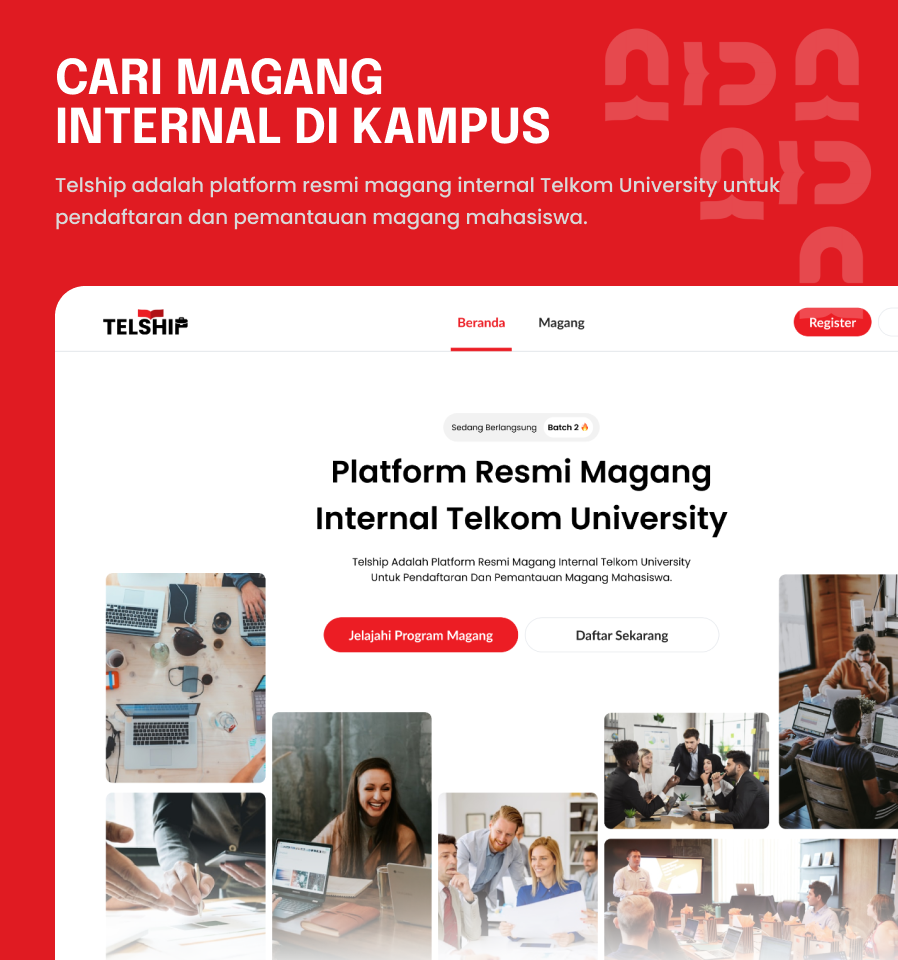 CARI MAGANG
INTERNAL DI KAMPUS
Telship adalah platform resmi magang internal Telkom University untuk
pendaftaran dan pemantauan magang mahasiswa.
TELSHIP
Beranda
Magang
Register
Sedang Berlangsung
Batch 2 🔥
Platform Resmi Magang
Internal Telkom University
Telship Adalah Platform Resmi Magang Internal Telkom University
Untuk Pendaftaran Dan Pemantauan Magang Mahasiswa.
Jelajahi Program Magang
Daftar Sekarang